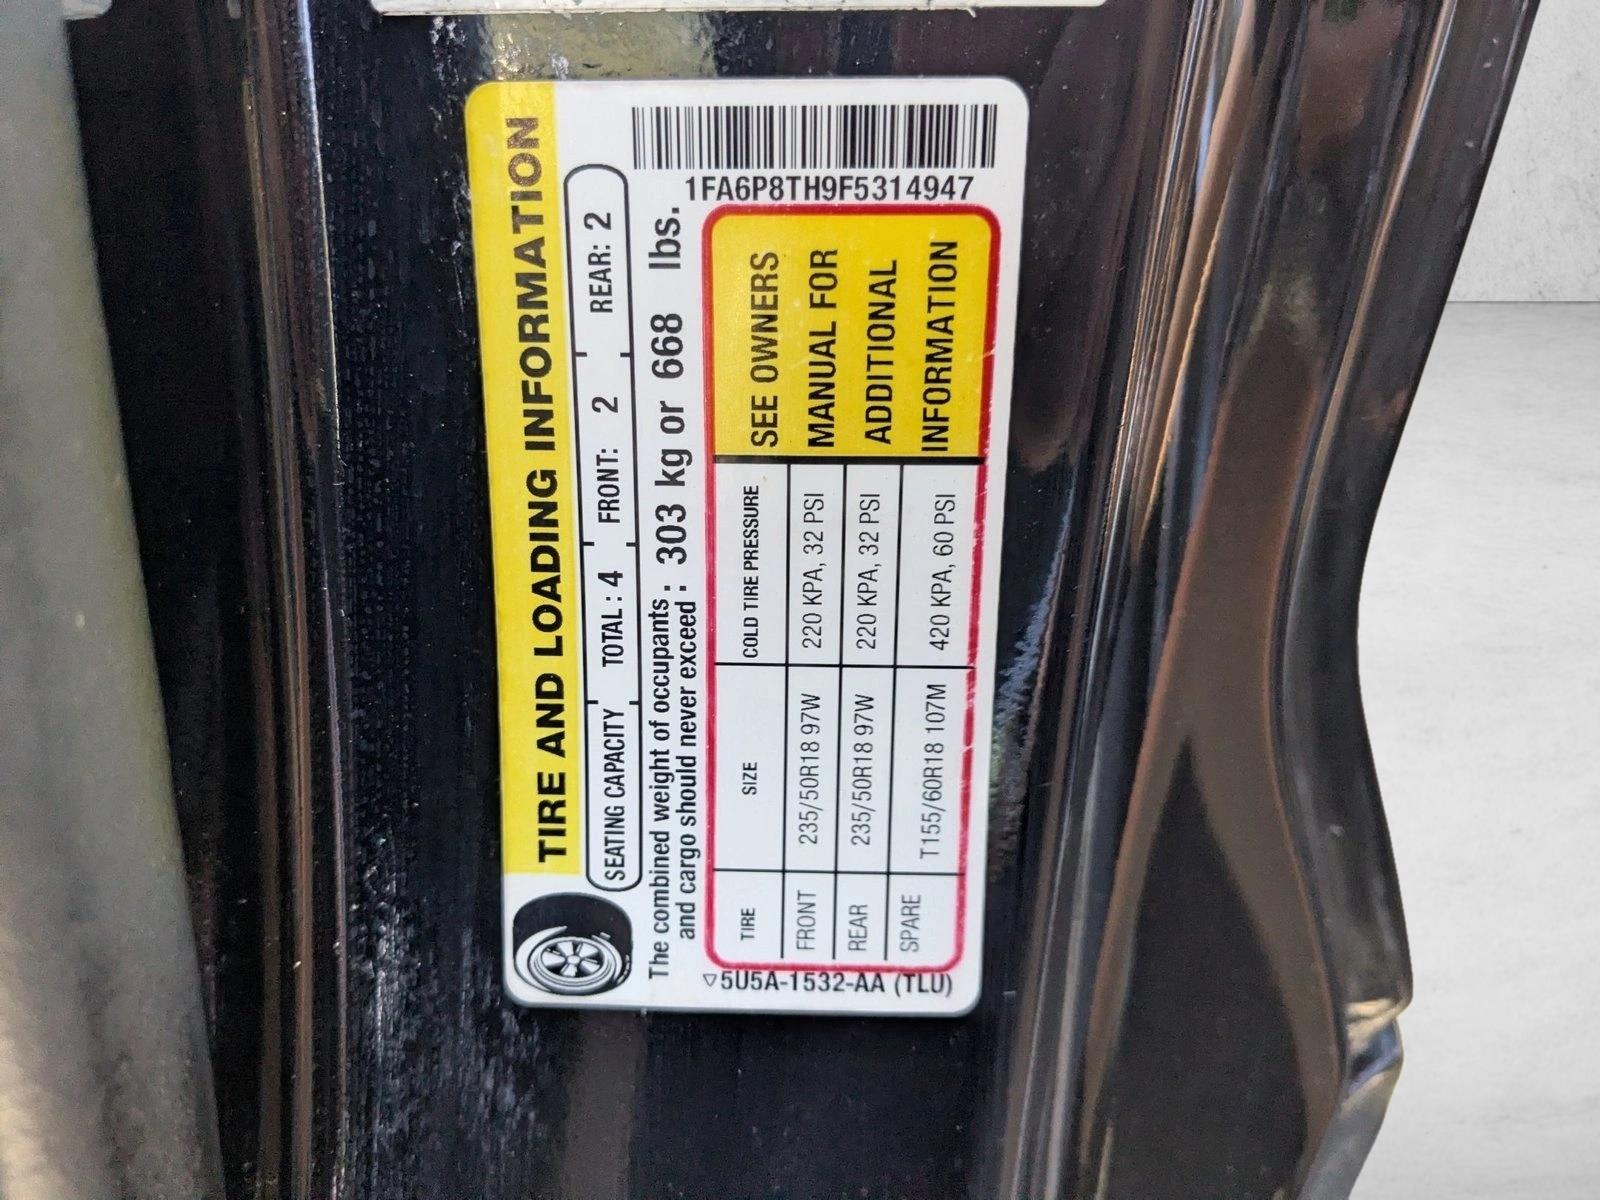 TIRE AND LOADING INFORMATION
SEATING CAPACITY TOTAL : 4 FRONT: 2 REAR: 2
The combined weight of occupants : 303 kg or 668 lbs.
and cargo should never exceed :
TIRE SIZE COLD TIRE PRESSURE
FRONT 235/50R18 97W 220 KPA, 32 PSI
REAR 235/50R18 97W 220 KPA, 32 PSI
SPARE T155/60R18 107M 420 KPA, 60 PSI
SEE OWNERS
MANUAL FOR
ADDITIONAL
INFORMATION
5U5A-1532-AA (TLU)
1FA6P8TH9F5314947